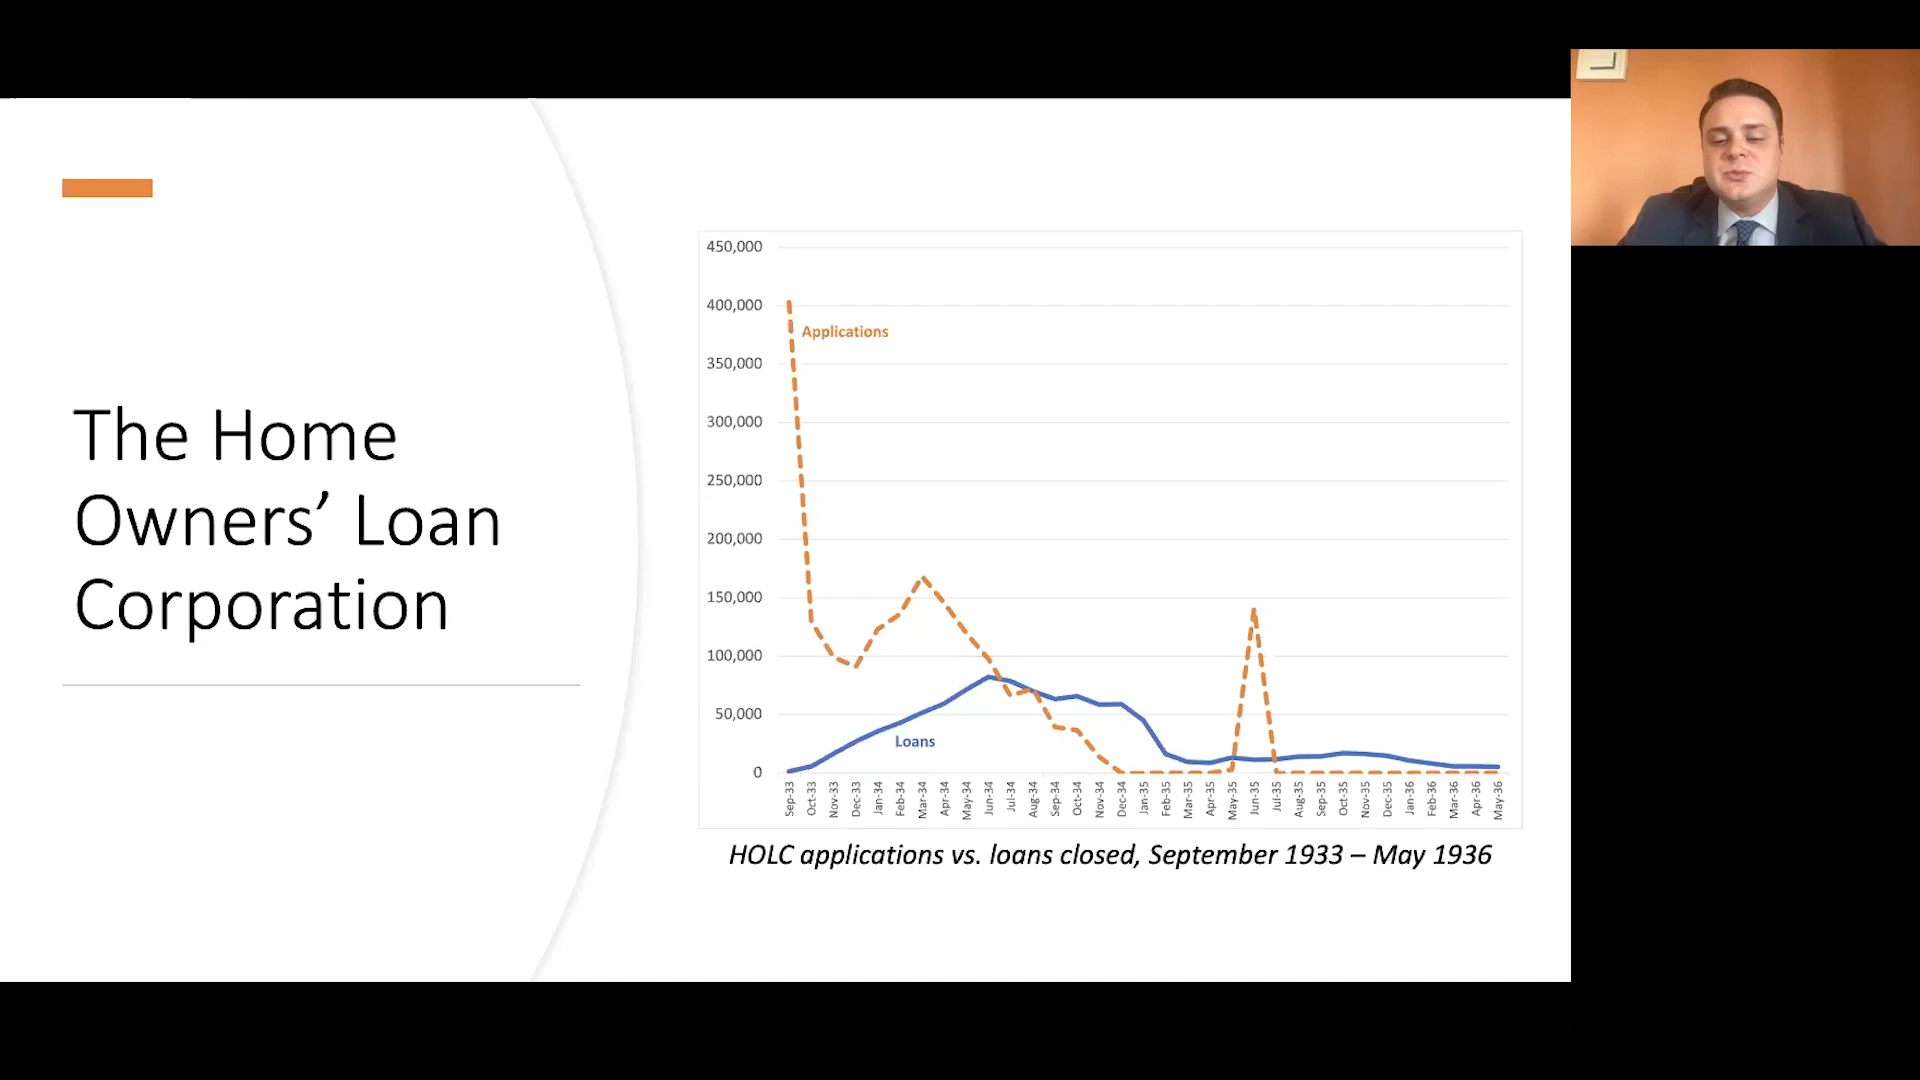 The Home
Owners’ Loan
Corporation
450,000
400,000
350,000
300,000
250,000
200,000
150,000
100,000
50,000
0
Applications
Loans
Sep-33
Oct-33
Nov-33
Dec-33
Jan-34
Feb-34
Mar-34
Apr-34
May-34
Jun-34
Jul-34
Aug-34
Sep-34
Oct-34
Nov-34
Dec-34
Jan-35
Feb-35
Mar-35
Apr-35
May-35
Jun-35
Jul-35
Aug-35
Sep-35
Oct-35
Nov-35
Dec-35
Jan-36
Feb-36
Mar-36
Apr-36
May-36
HOLC applications vs. loans closed, September 1933 – May 1936